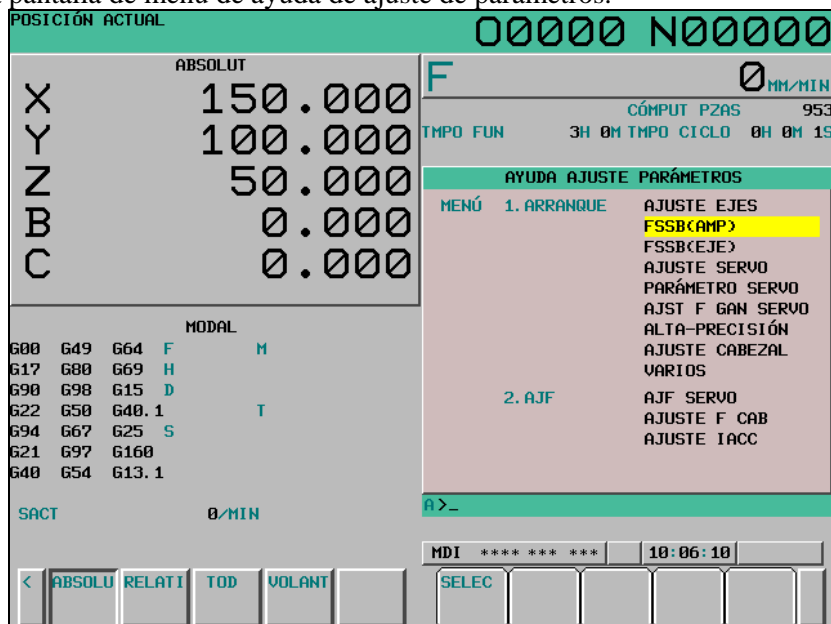 pantalla de menú de ayuda de ajuste de parámetros.
POSICIÓN ACTUAL
O0000 N00000
ABSOLUT
X 150.000
Y 100.000
Z 50.000
B 0.000
C 0.000
F 0 MM/MIN
CÓMPUT PZAS 953
TMPO FUN 3H 0M TMPO CICLO 0H 0M 1S
MODAL
G00 G49 G64 F M
G17 G80 G69 H
G90 G98 G15 D
G22 G50 G40.1 T
G94 G67 G25 S
G21 G97 G160
G40 G54 G13.1
SACT 0/MIN
AYUDA AJUSTE PARÁMETROS
MENÚ 1.ARRANQUE AJUSTE EJES
FSSB(AMP)
FSSB(EJE)
AJUSTE SERVO
PARÁMETRO SERVO
AJST F GAN SERVO
ALTA-PRECISIÓN
AJUSTE CABEZAL
VARIOS
2.AJF AJF SERVO
AJUSTE F CAB
AJUSTE IACC
A>_
MDI **** *** *** 10:06:10
< ABSOLU RELATI TOD VOLANT SELEC